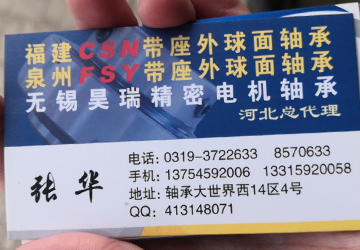 福建CSN带座外球面轴承
泉州FSY带座外球面轴承
无锡昊瑞精密电机轴承
河北总代理
张华
电话: 0319-3722633 8570633
手机: 13754592006 13315920058
地址: 轴承大世界西14区4号
QQ: 413148071